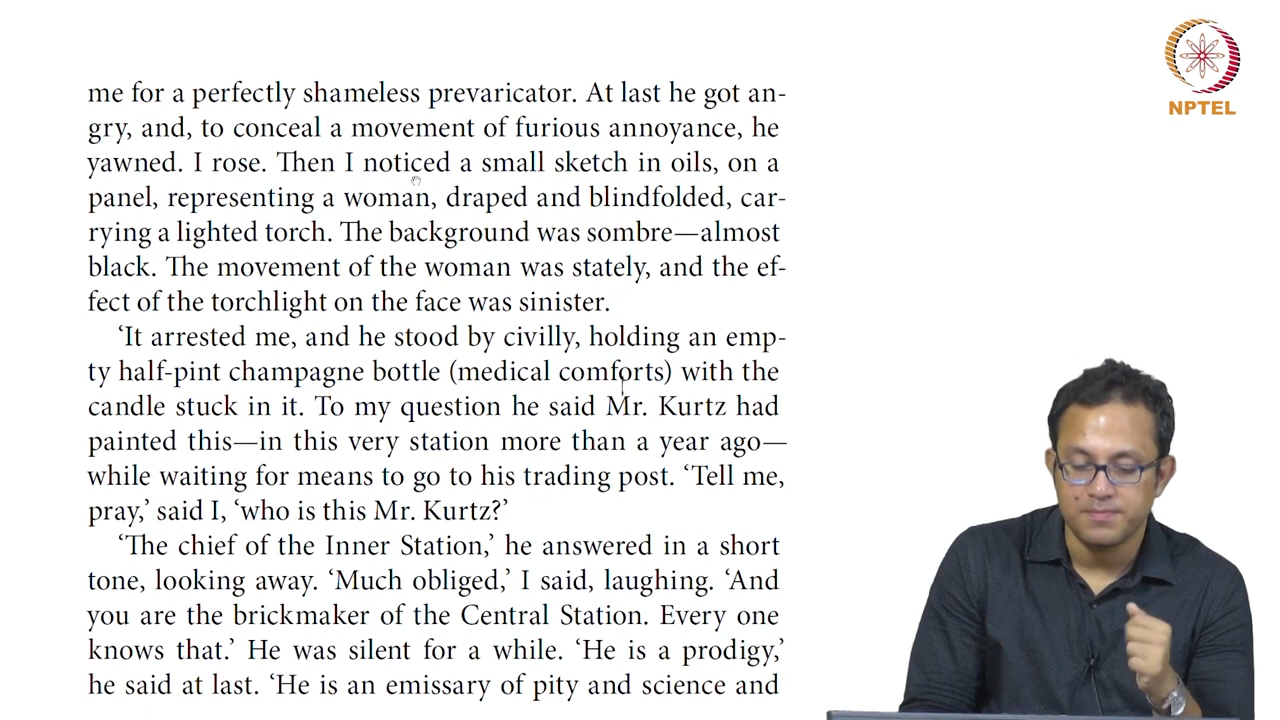 me for a perfectly shameless prevaricator. At last he got an-
gry, and, to conceal a movement of furious annoyance, he
yawned. I rose. Then I noticed a small sketch in oils, on a
panel, representing a woman, draped and blindfolded, car-
rying a lighted torch. The background was sombre—almost
black. The movement of the woman was stately, and the ef-
fect of the torchlight on the face was sinister.
‘It arrested me, and he stood by civilly, holding an emp-
ty half-pint champagne bottle (medical comforts) with the
candle stuck in it. To my question he said Mr. Kurtz had
painted this—in this very station more than a year ago—
while waiting for means to go to his trading post. ‘Tell me,
pray,’ said I, ‘who is this Mr. Kurtz?’
‘The chief of the Inner Station,’ he answered in a short
tone, looking away. ‘Much obliged,’ I said, laughing. ‘And
you are the brickmaker of the Central Station. Every one
knows that.’ He was silent for a while. ‘He is a prodigy,’
he said at last. ‘He is an emissary of pity and science and
NPTEL